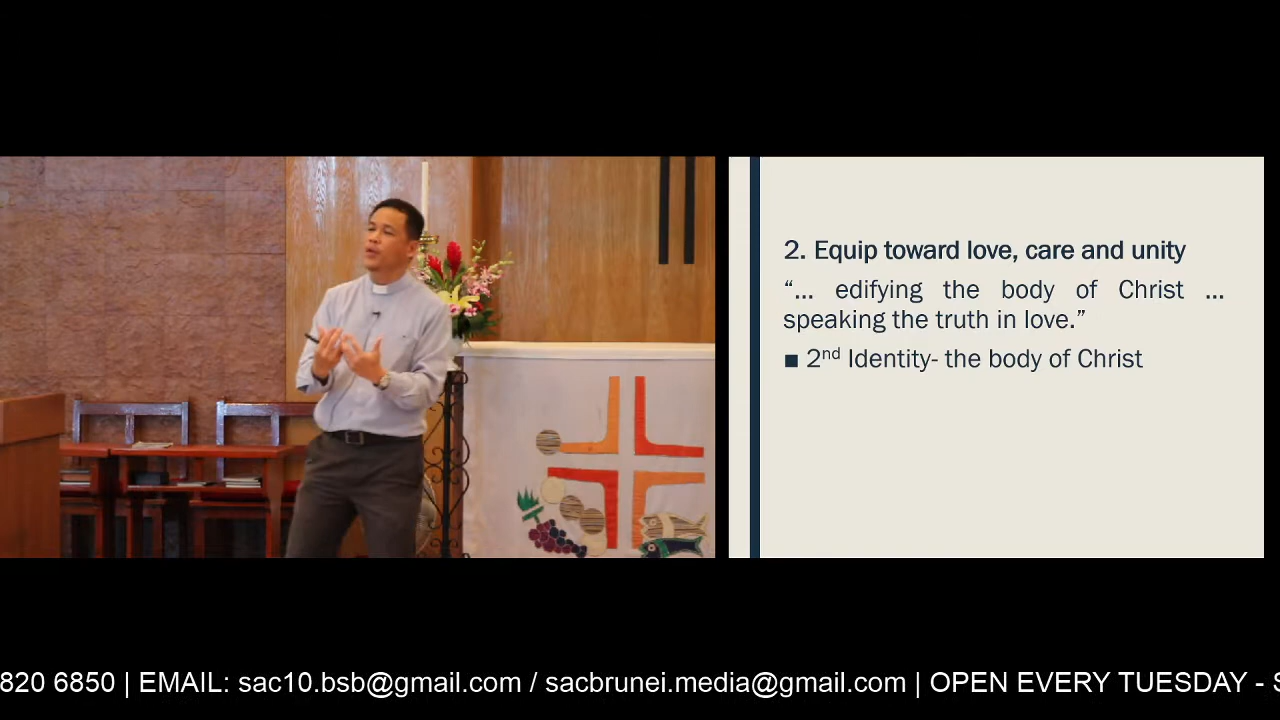 2. Equip toward love, care and unity
“... edifying the body of Christ ...
speaking the truth in love.”
■ 2nd Identity- the body of Christ
820 6850 | EMAIL: sac10.bsb@gmail.com / sacbrunei.media@gmail.com | OPEN EVERY TUESDAY - S